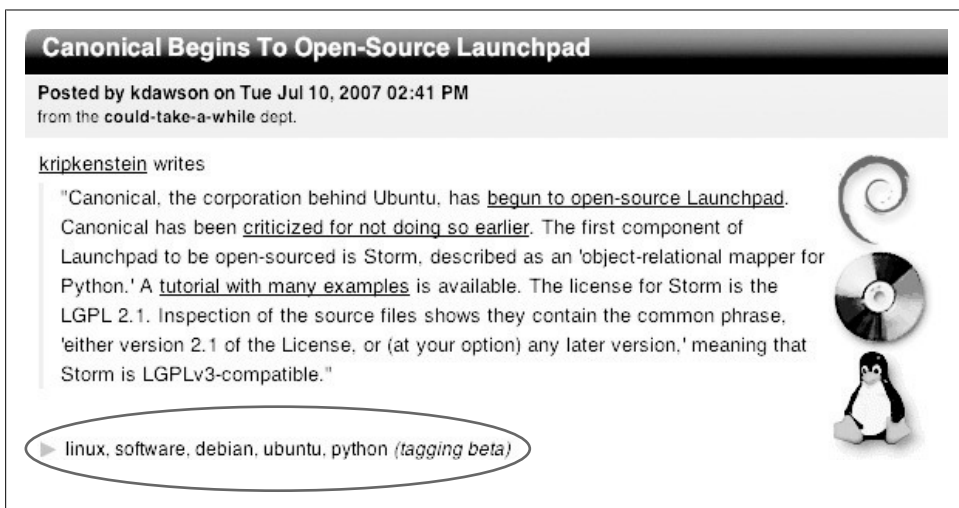 Canonical Begins To Open-Source Launchpad
Posted by kdawson on Tue Jul 10, 2007 02:41 PM
from the could-take-a-while dept.
kripkenstein writes
"Canonical, the corporation behind Ubuntu, has begun to open-source Launchpad.
Canonical has been criticized for not doing so earlier. The first component of
Launchpad to be open-sourced is Storm, described as an 'object-relational mapper for
Python.' A tutorial with many examples is available. The license for Storm is the
LGPL 2.1. Inspection of the source files shows they contain the common phrase,
'either version 2.1 of the License, or (at your option) any later version,' meaning that
Storm is LGPLv3-compatible."
linux, software, debian, ubuntu, python (tagging beta)